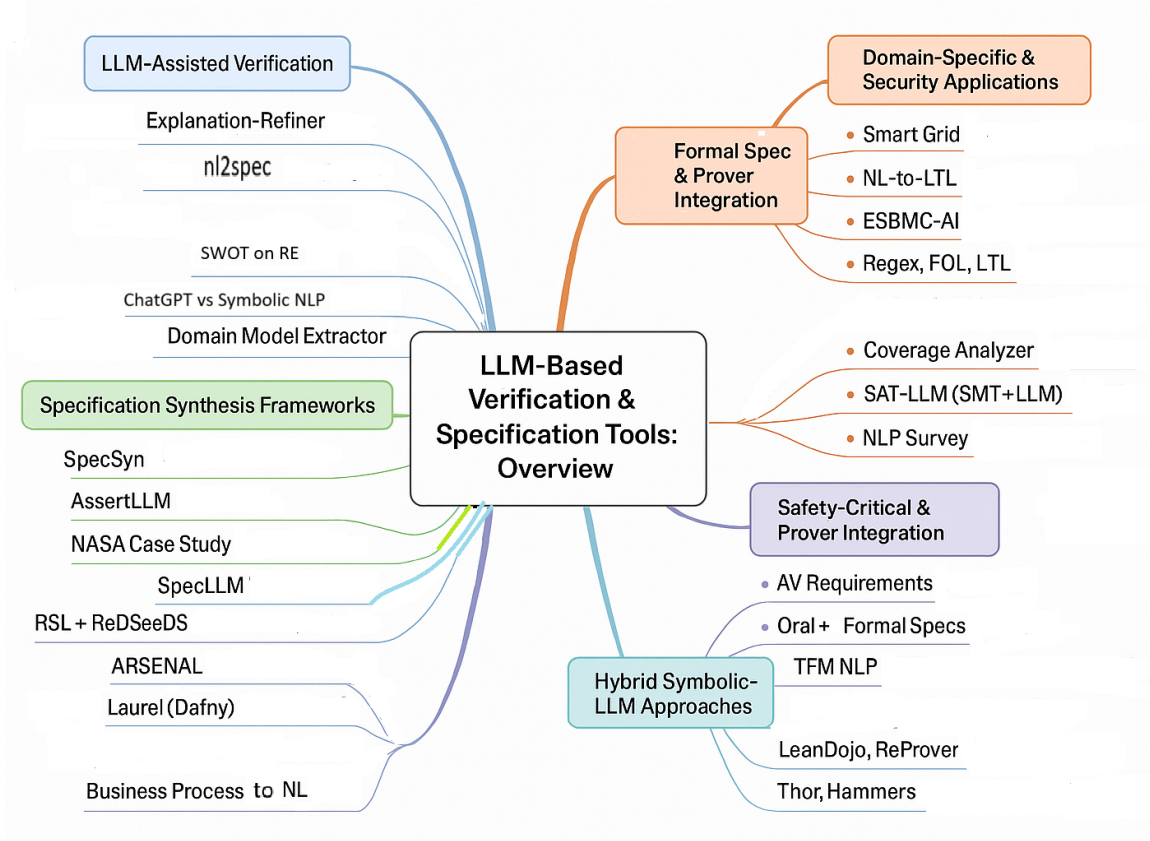 LLM-Assisted Verification
Explanation-Refiner
nl2spec
SWOT on RE
ChatGPT vs Symbolic NLP
Domain Model Extractor
Specification Synthesis Frameworks
SpecSyn
AssertLLM
NASA Case Study
SpecLLM
RSL + ReDSeeDS
ARSENAL
Laurel (Dafny)
Business Process to NL
LLM-Based
Verification &
Specification Tools:
Overview
Domain-Specific &
Security Applications
Formal Spec
& Prover
Integration
• Smart Grid
• NL-to-LTL
• ESBMC-AI
• Regex, FOL, LTL
• Coverage Analyzer
• SAT-LLM (SMT+LLM)
• NLP Survey
Safety-Critical &
Prover Integration
• AV Requirements
• Oral + Formal Specs
TFM NLP
Hybrid Symbolic-
LLM Approaches
LeanDojo, ReProver
Thor, Hammers